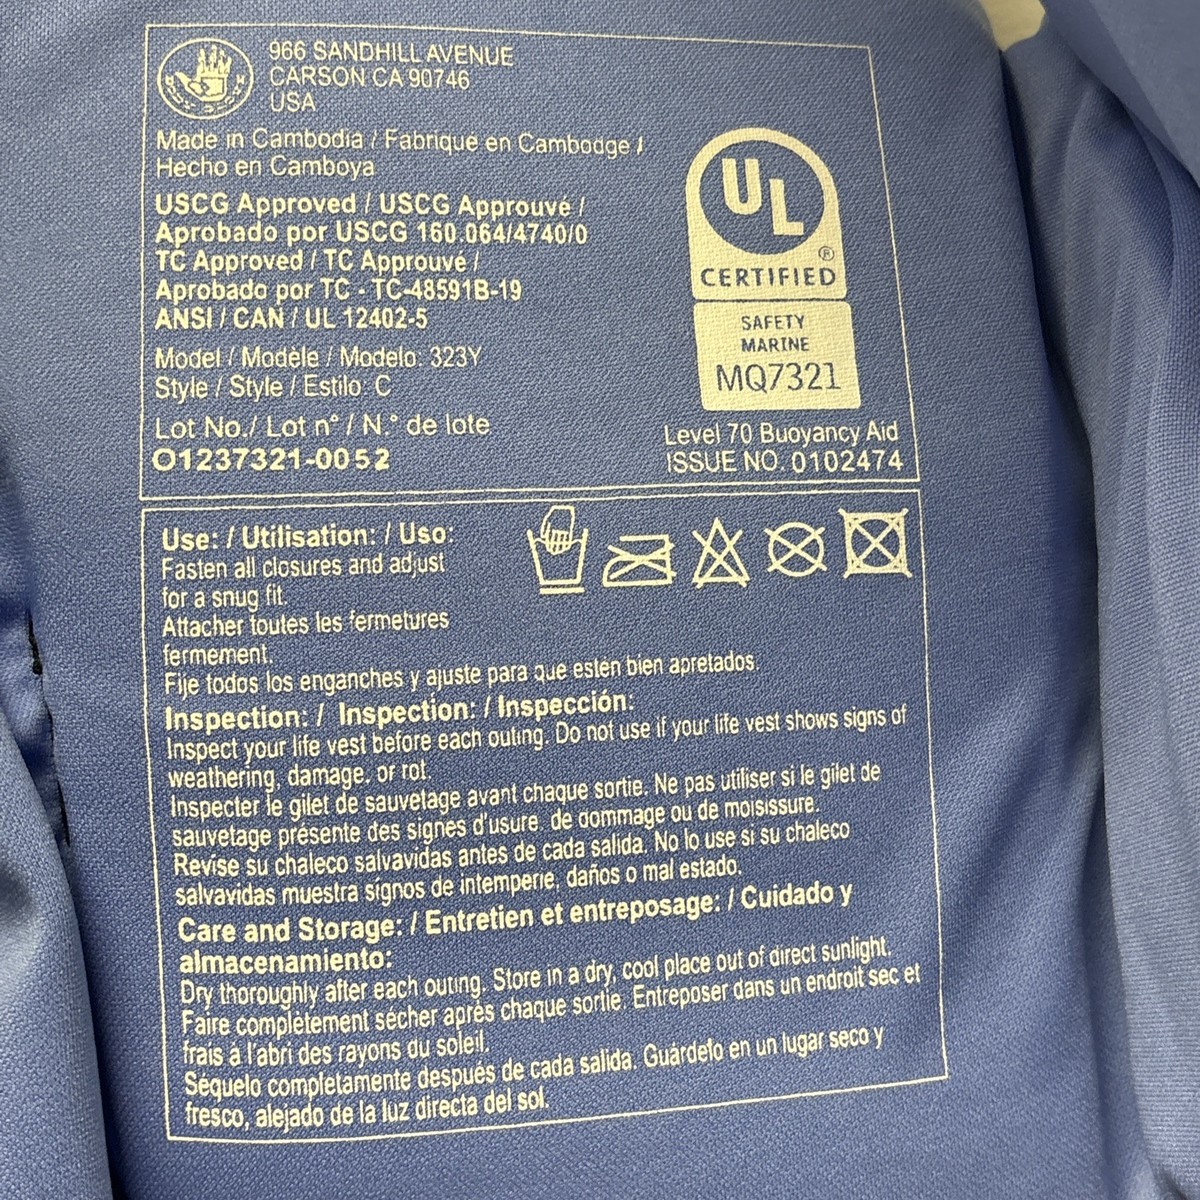 966 SANDHILL AVENUE
CARSON CA 90746
USA
Made in Cambodia / Fabriqué en Cambodge /
Hecho en Camboya
USCG Approved / USCG Approuvé /
Aprobado por USCG 160.064/4740/0
TC Approved / TC Approuvé /
Aprobado por TC - TC-48591B-19
ANSI / CAN / UL 12402-5
Model / Modèle / Modelo: 323Y
Style / Style / Estilo: C
Lot No./ Lot n° / N.° de lote
O1237321-0052
UL
®
CERTIFIED
SAFETY
MARINE
MQ7321
Level 70 Buoyancy Aid
ISSUE NO. 0102474
Use: / Utilisation: / Uso:
Fasten all closures and adjust
for a snug fit.
Attacher toutes les fermetures
fermement.
Fije todos los enganches y ajuste para que esten bien apretados.
Inspection: / Inspection: / Inspección:
Inspect your life vest before each outing. Do not use if your life vest shows signs of
weathering, damage, or rot.
Inspecter le gilet de sauvetage avant chaque sortie. Ne pas utiliser si le gilet de
sauvetage présente des signes d'usure, de dommage ou de moisissure.
Revise su chaleco salvavidas antes de cada salida. No lo use si su chaleco
salvavidas muestra signos de intemperie, daños o mal estado.
Care and Storage: / Entretien et entreposage: / Cuidado y
almacenamiento:
Dry thoroughly after each outing. Store in a dry, cool place out of direct sunlight.
Faire complètement sécher après chaque sortie. Entreposer dans un endroit sec et
frais à l'abri des rayons du soleil.
Séquelo completamente después de cada salida. Guárdelo en un lugar seco y
fresco, alejado de la luz directa del sol.